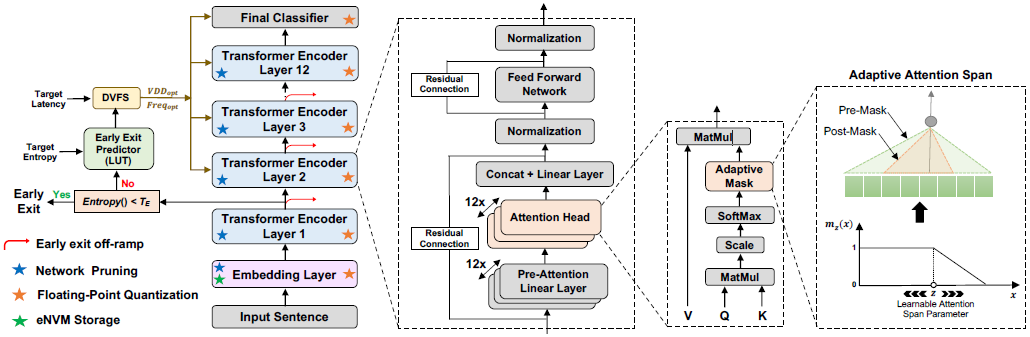 Final Classifier
Transformer Encoder
Layer 12
Transformer Encoder
Layer 3
Transformer Encoder
Layer 2
Transformer Encoder
Layer 1
Embedding Layer
Input Sentence
Target
Latency
DVFS
VDD_opt
Freq_opt
Target
Entropy
Early Exit
Predictor
(LUT)
No
Yes
Early
Exit
Entropy() < T_E
Early exit off-ramp
Network Pruning
Floating-Point Quantization
eNVM Storage
Normalization
Residual
Connection
Feed Forward
Network
Normalization
Concat + Linear Layer
12x
Attention Head
Residual
Connection
12x
Pre-Attention
Linear Layer
MatMul
Adaptive
Mask
SoftMax
Scale
MatMul
V Q K
Adaptive Attention Span
Pre-Mask
Post-Mask
m_z(x)
1
0
z
x
Learnable Attention
Span Parameter